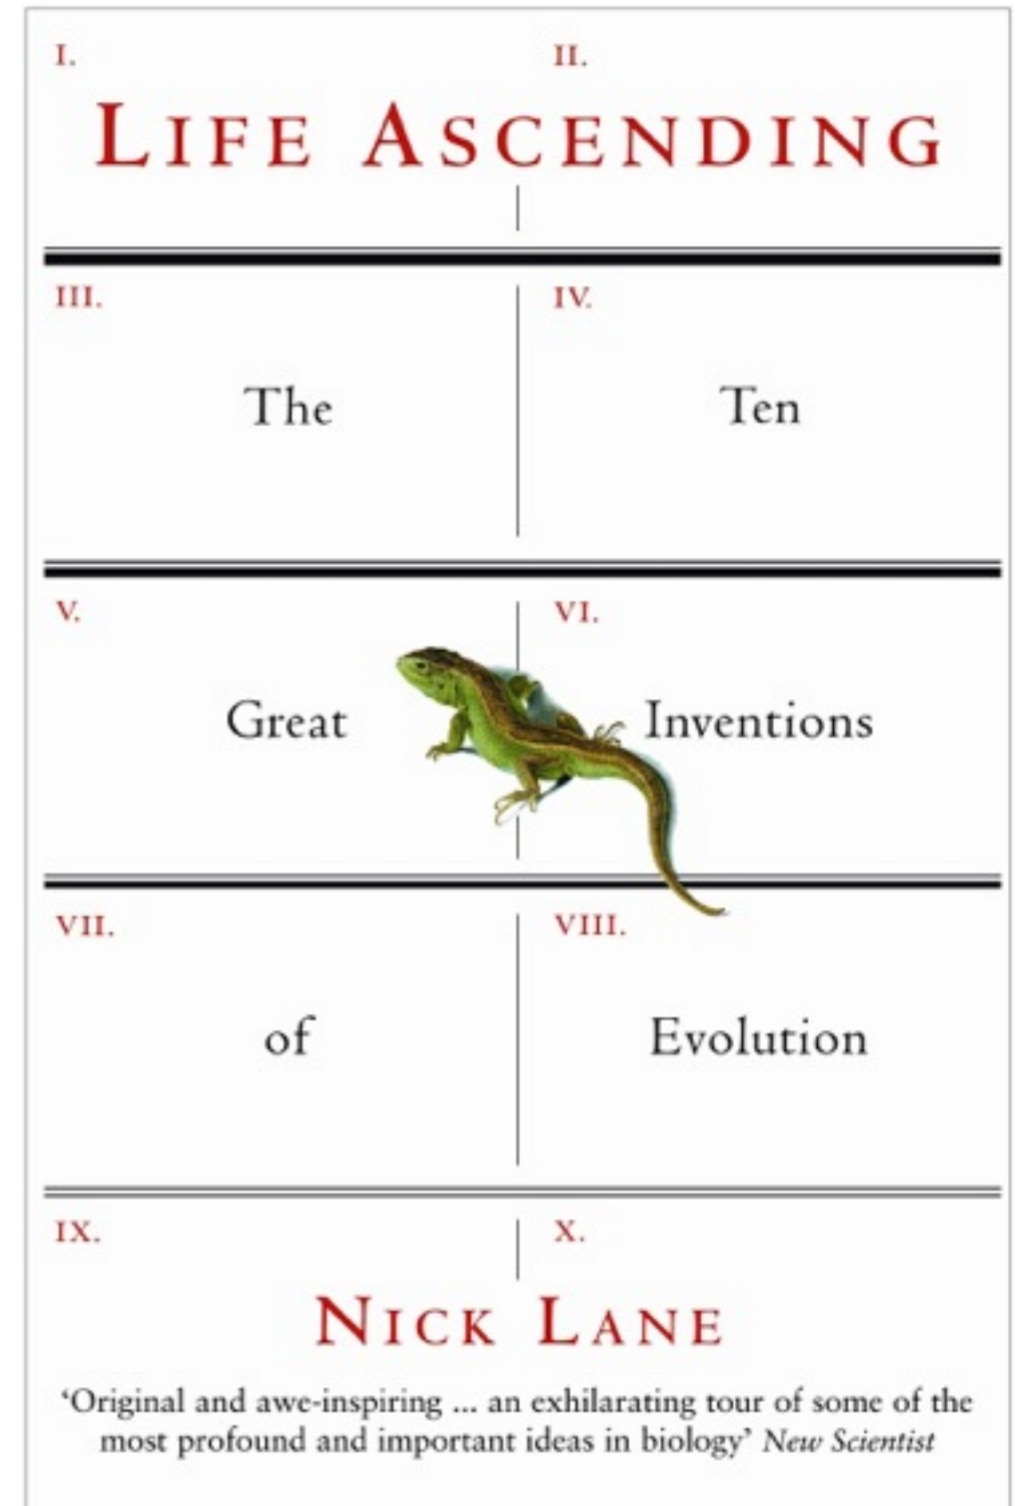 I. II.
LIFE ASCENDING
III. IV.
The Ten
V. VI.
Great Inventions
VII. VIII.
of Evolution
IX. X.
NICK LANE
‘Original and awe-inspiring ... an exhilarating tour of some of the
most profound and important ideas in biology’ New Scientist